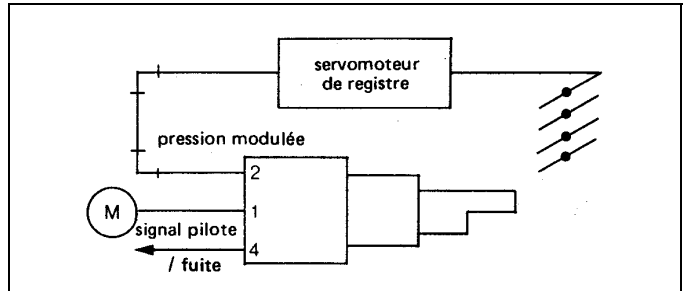 servomoteur
de registre
pression modulée
2
M
1
signal pilote
4
/ fuite